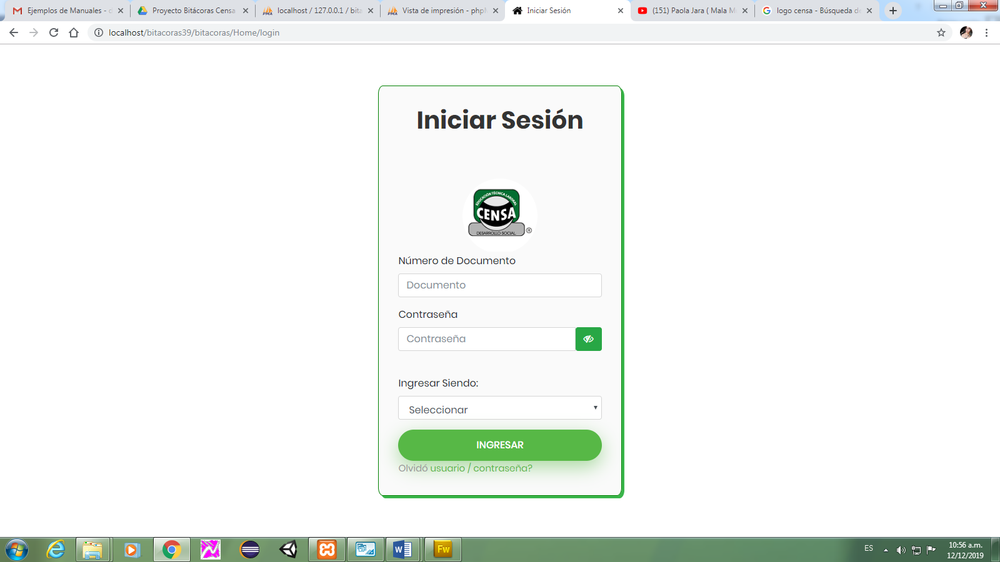 Ejemplos de Manuales - d
Proyecto Bitácoras Censa
localhost / 127.0.0.1 / bita
Vista de impresión - phpM
Iniciar Sesión
(151) Paola Jara ( Mala M
logo censa - Búsqueda de
localhost/bitacoras39/bitacoras/Home/login
Iniciar Sesión
EDUCACIÓN TÉCNICA LABORAL
CENSA
DESARROLLO SOCIAL
®
Número de Documento
Documento
Contraseña
Contraseña
Ingresar Siendo:
Seleccionar
INGRESAR
Olvidó usuario / contraseña?
Fw
ES
10:56 a.m.
12/12/2019